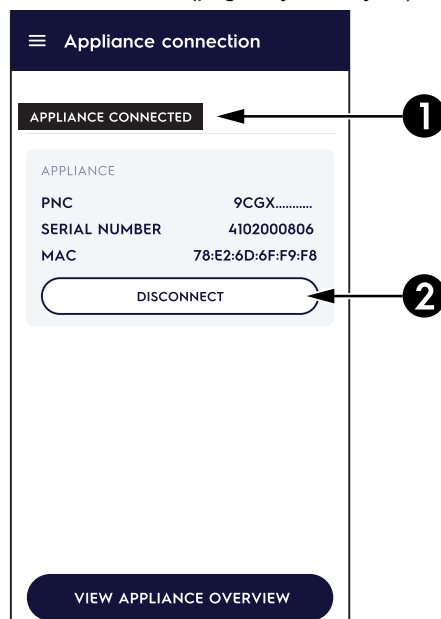 Appliance connection
APPLIANCE CONNECTED
1
APPLIANCE
PNC 9CGX...........
SERIAL NUMBER 4102000806
MAC 78:E2:6D:6F:F9:F8
DISCONNECT
2
VIEW APPLIANCE OVERVIEW